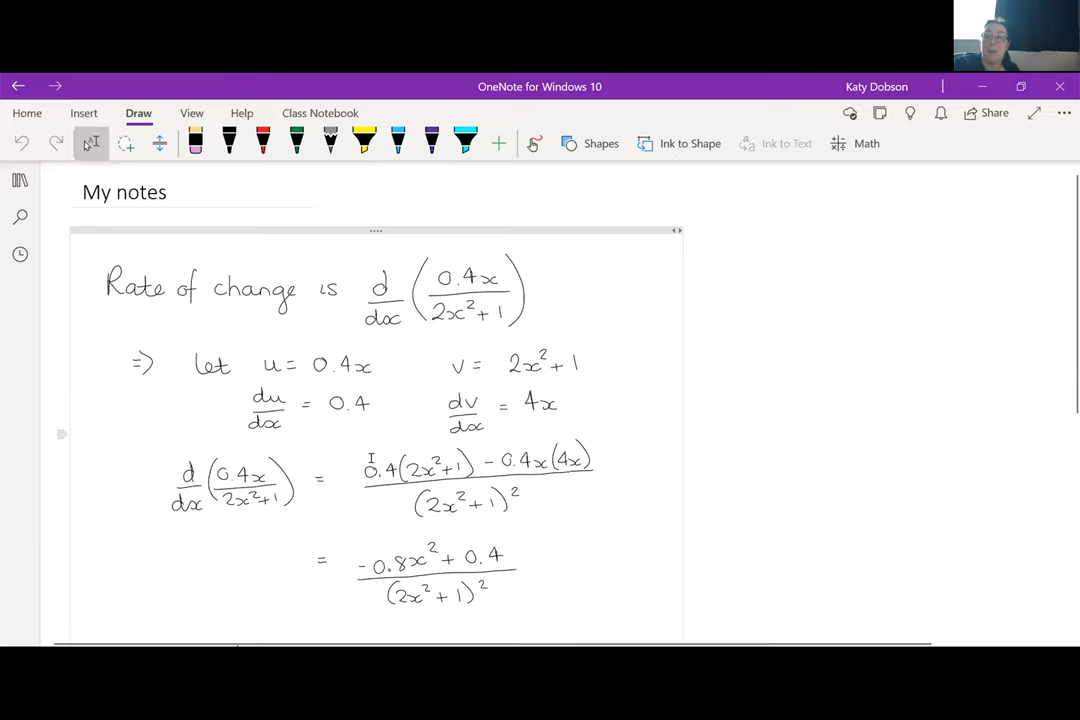 OneNote for Windows 10
Katy Dobson
Home Insert Draw View Help Class Notebook
Share
Shapes Ink to Shape Ink to Text Math
My notes
Rate of change is d/dx (0.4x / 2x² + 1)
=> let u = 0.4x v = 2x² + 1
du/dx = 0.4 dv/dx = 4x
d/dx (0.4x / 2x² + 1) = 0.4(2x² + 1) - 0.4x(4x) / (2x² + 1)²
= -0.8x² + 0.4 / (2x² + 1)²